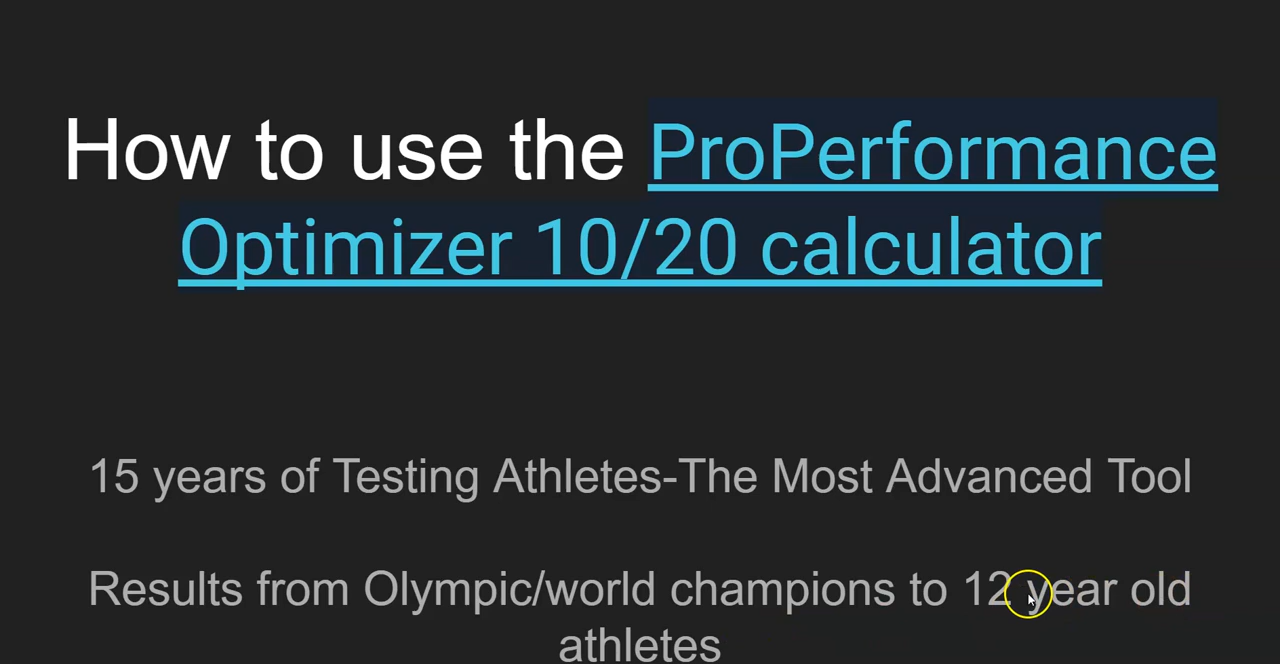 How to use the ProPerformance
Optimizer 10/20 calculator
15 years of Testing Athletes-The Most Advanced Tool
Results from Olympic/world champions to 12 year old
athletes